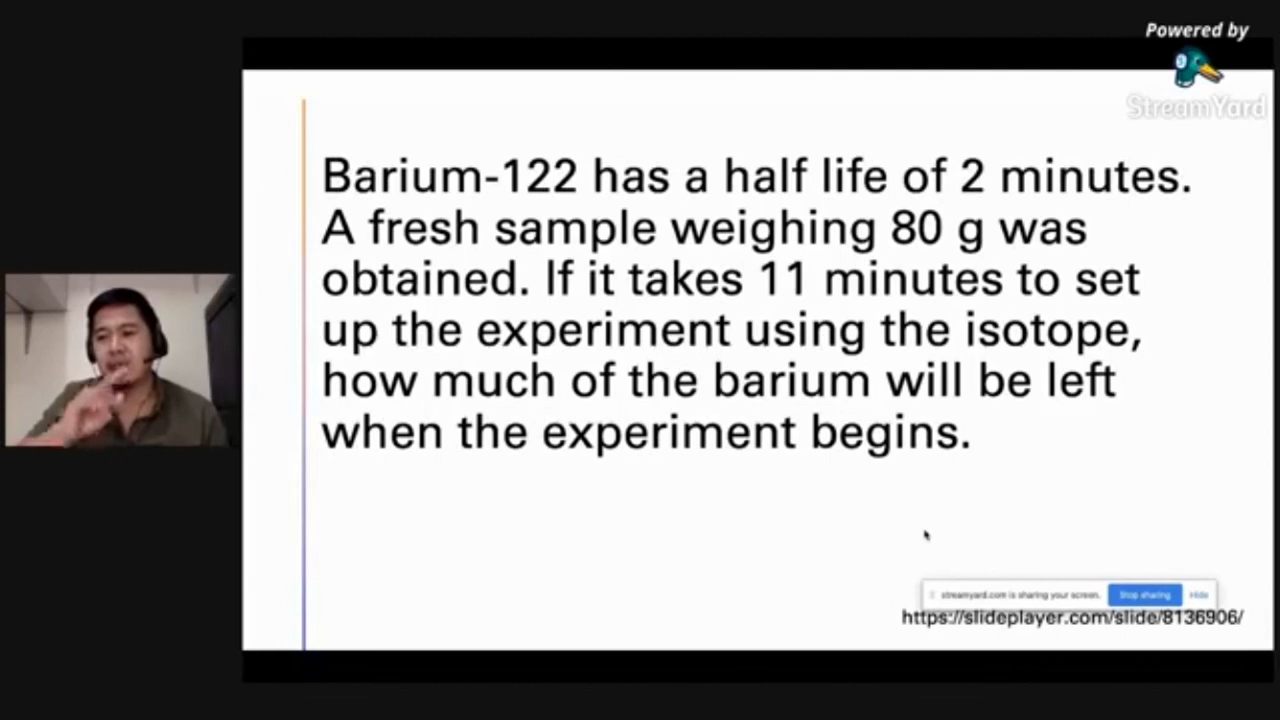 Powered by
StreamYard
Barium-122 has a half life of 2 minutes.
A fresh sample weighing 80 g was
obtained. If it takes 11 minutes to set
up the experiment using the isotope,
how much of the barium will be left
when the experiment begins.
streamyard.com is sharing your screen. Stop sharing Hide
https://slideplayer.com/slide/8136906/